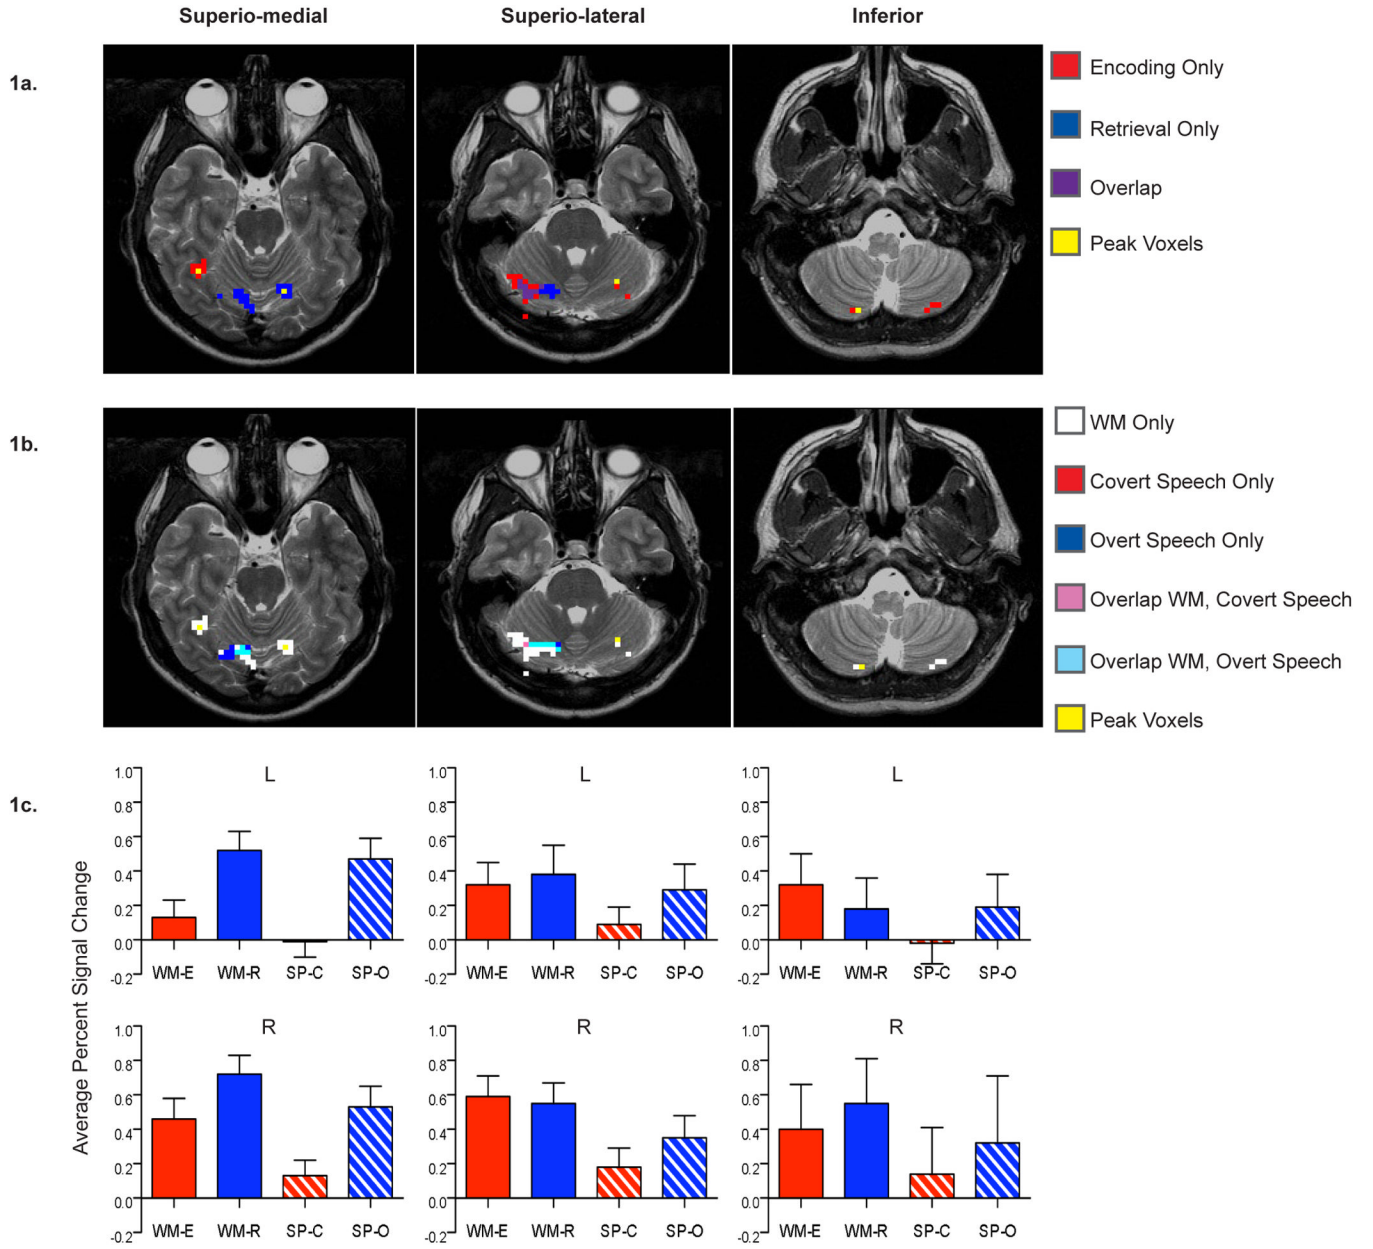 Superio-medial Superio-lateral Inferior
1a.
Encoding Only
Retrieval Only
Overlap
Peak Voxels
1b.
WM Only
Covert Speech Only
Overt Speech Only
Overlap WM, Covert Speech
Overlap WM, Overt Speech
Peak Voxels
1c.
Average Percent Signal Change
L
1.0
0.8
0.6
0.4
0.2
0.0
-0.2
WM-E WM-R SP-C SP-O
L
1.0
0.8
0.6
0.4
0.2
0.0
-0.2
WM-E WM-R SP-C SP-O
L
1.0
0.8
0.6
0.4
0.2
0.0
-0.2
WM-E WM-R SP-C SP-O
R
1.0
0.8
0.6
0.4
0.2
0.0
-0.2
WM-E WM-R SP-C SP-O
R
1.0
0.8
0.6
0.4
0.2
0.0
-0.2
WM-E WM-R SP-C SP-O
R
1.0
0.8
0.6
0.4
0.2
0.0
-0.2
WM-E WM-R SP-C SP-O